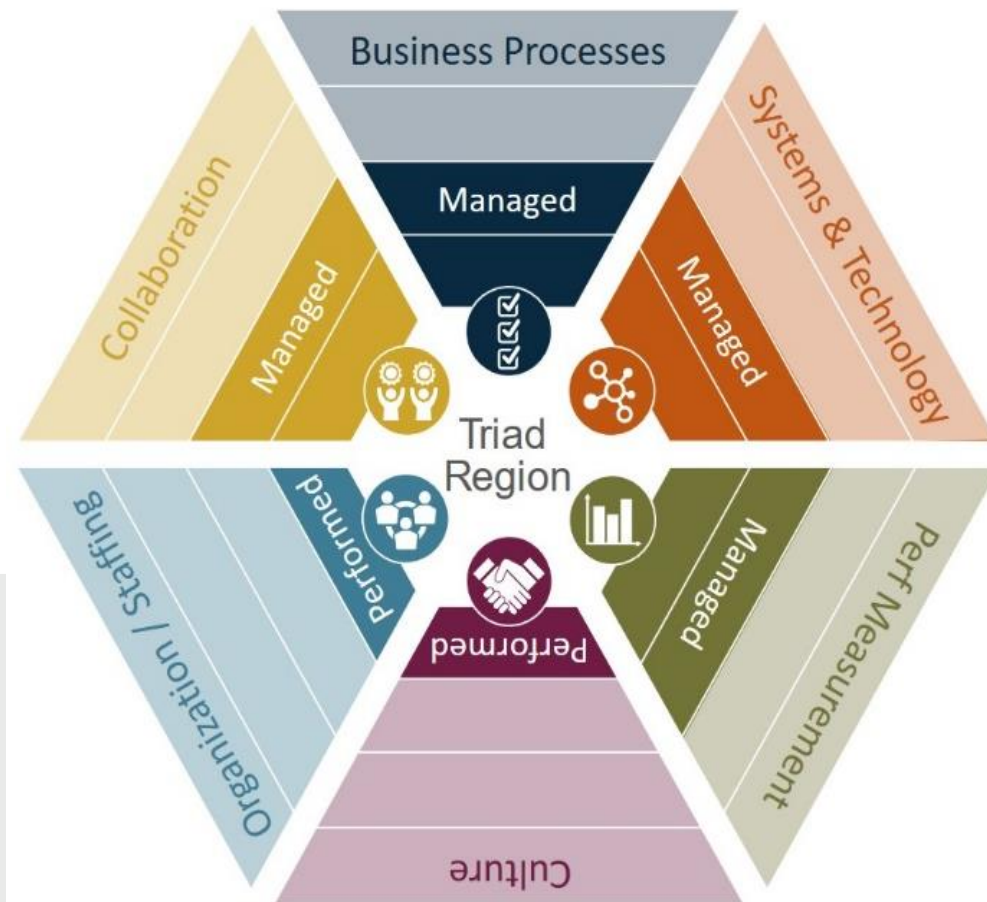 Business Processes
Managed
Systems & Technology
Managed
Perf Measurement
Managed
Culture
Performed
Organization / Staffing
Performed
Collaboration
Managed
Triad
Region